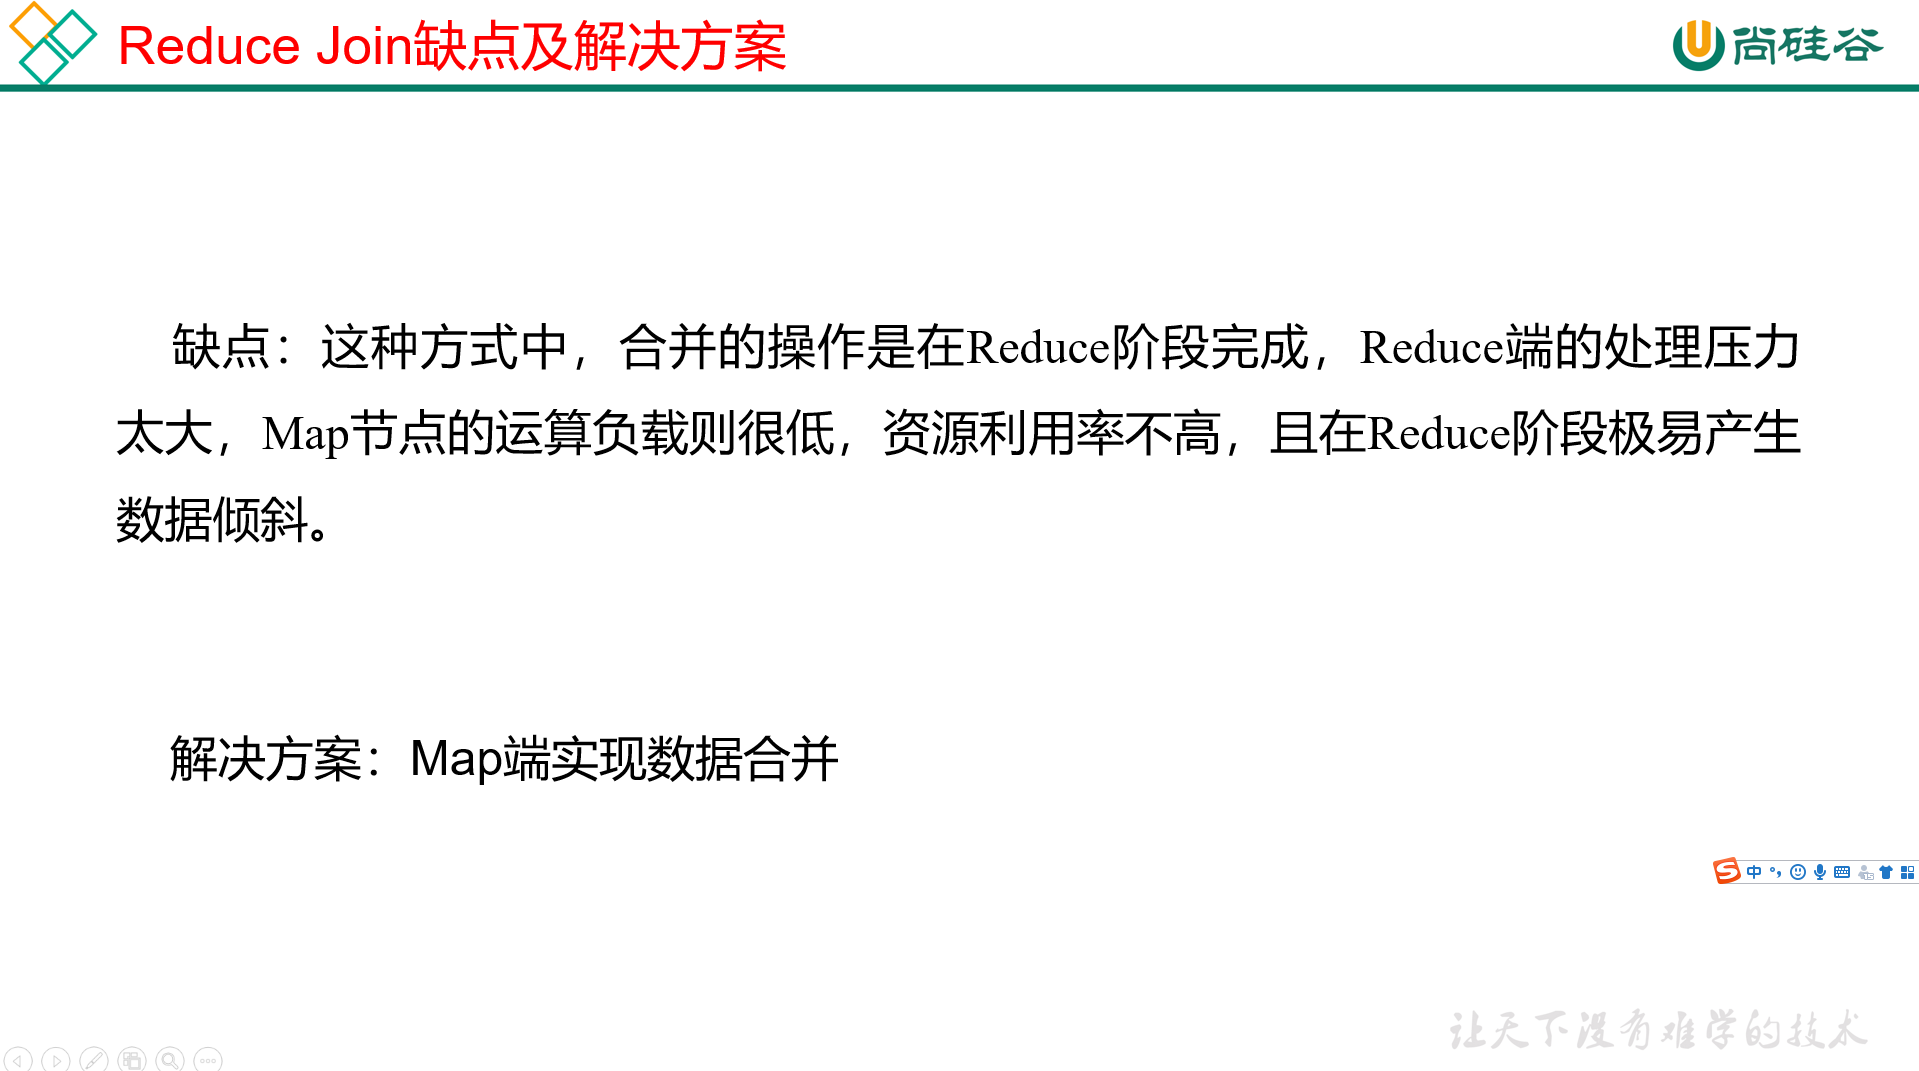 Reduce Join缺点及解决方案
尚硅谷
缺点：这种方式中，合并的操作是在Reduce阶段完成，Reduce端的处理压力
太大，Map节点的运算负载则很低，资源利用率不高，且在Reduce阶段极易产生
数据倾斜。
解决方案：Map端实现数据合并
中
让天下没有难学的技术